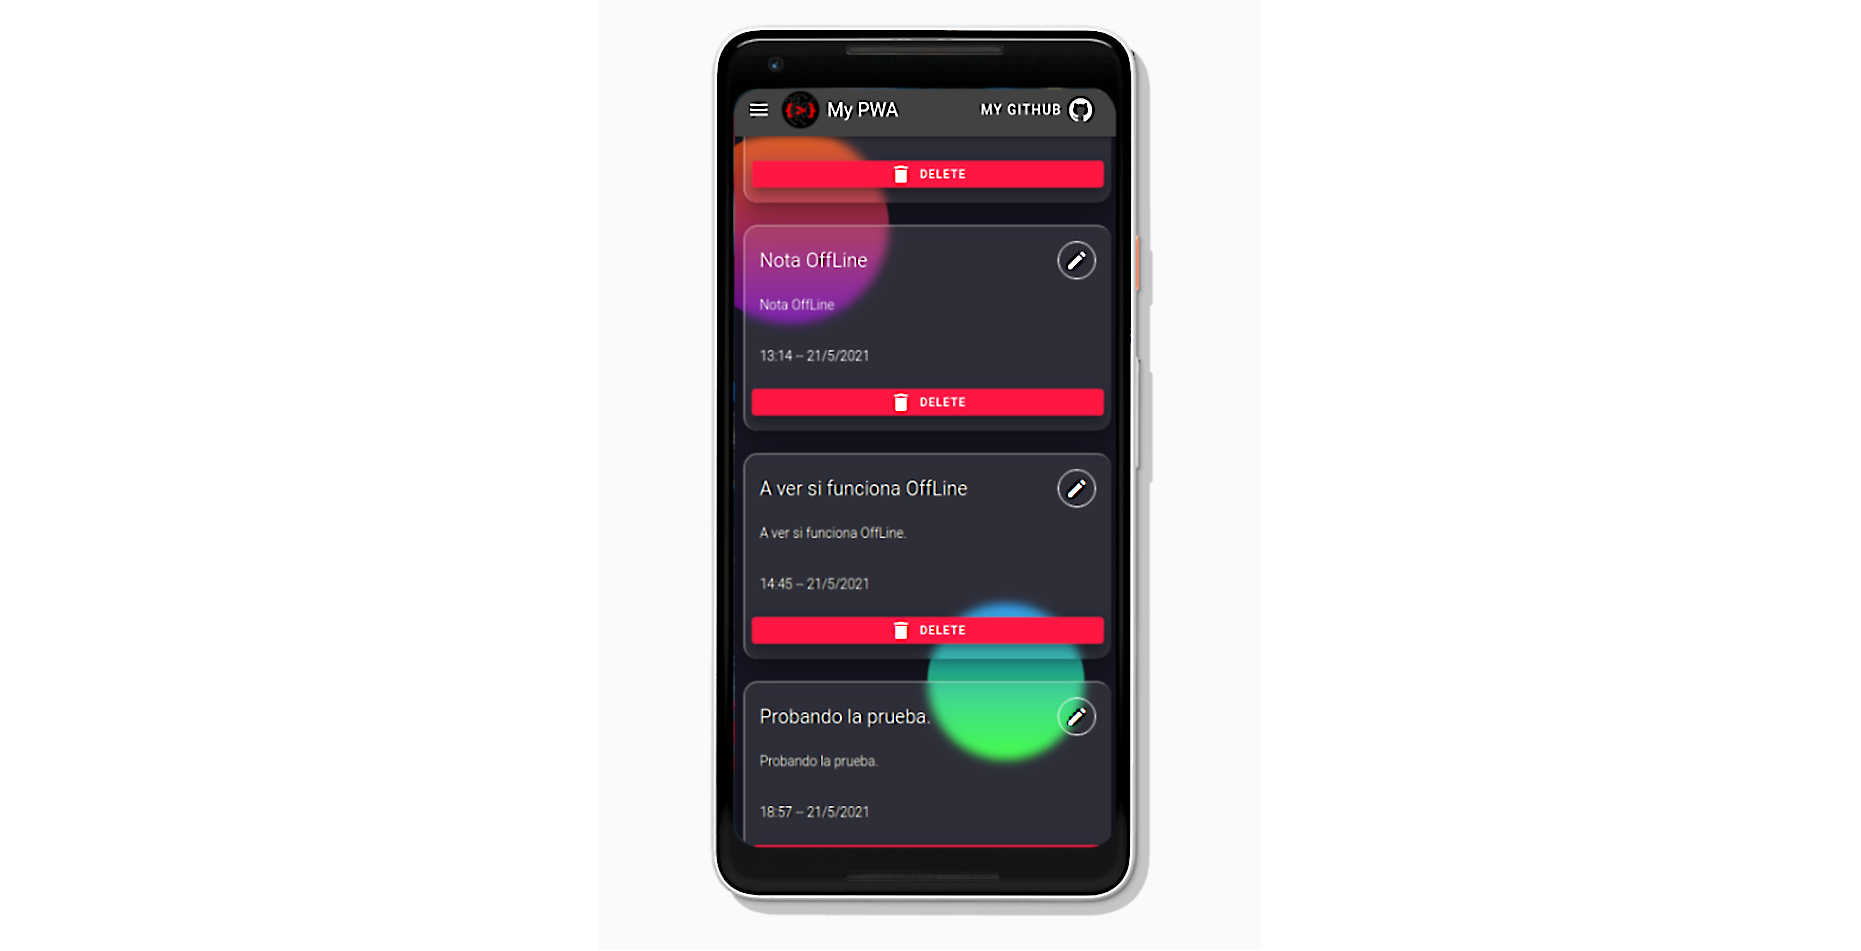 My PWA
MY GITHUB
DELETE
Nota OffLine
Nota OffLine
13:14 – 21/5/2021
DELETE
A ver si funciona OffLine
A ver si funciona OffLine.
14:45 – 21/5/2021
DELETE
Probando la prueba.
Probando la prueba.
18:57 – 21/5/2021